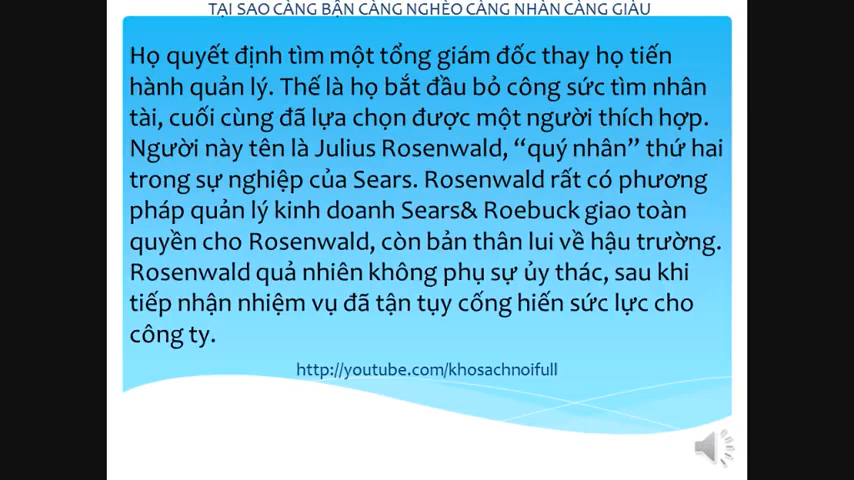 TẠI SAO CÀNG BẬN CÀNG NGHÈO CÀNG NHÀN CÀNG GIÀU
Họ quyết định tìm một tổng giám đốc thay họ tiến
hành quản lý. Thế là họ bắt đầu bỏ công sức tìm nhân
tài, cuối cùng đã lựa chọn được một người thích hợp.
Người này tên là Julius Rosenwald, “quý nhân” thứ hai
trong sự nghiệp của Sears. Rosenwald rất có phương
pháp quản lý kinh doanh Sears& Roebuck giao toàn
quyền cho Rosenwald, còn bản thân lui về hậu trường.
Rosenwald quả nhiên không phụ sự ủy thác, sau khi
tiếp nhận nhiệm vụ đã tận tụy cống hiến sức lực cho
công ty.
http://youtube.com/khosachnoifull